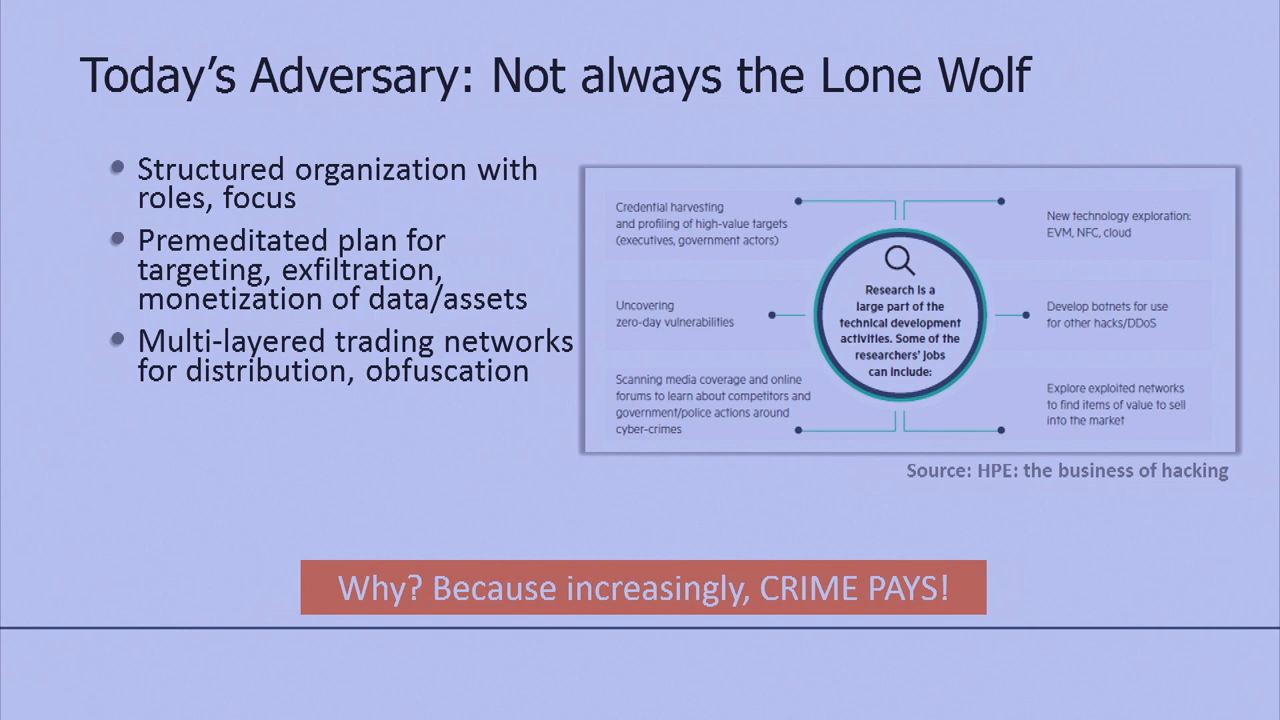 Today's Adversary: Not always the Lone Wolf
Structured organization with
roles, focus
Premeditated plan for
targeting, exfiltration,
monetization of data/assets
Multi-layered trading networks
for distribution, obfuscation
Credential harvesting
and profiling of high-value targets
(executives, government actors)
Uncovering
zero-day vulnerabilities
Scanning media coverage and online
forums to learn about competitors and
government/police actions around
cyber-crimes
Research is a
large part of the
technical development
activities. Some of the
researchers' jobs
can include:
New technology exploration:
EVM, NFC, cloud
Develop botnets for use
for other hacks/DDoS
Explore exploited networks
to find items of value to sell
into the market
Source: HPE: the business of hacking
Why? Because increasingly, CRIME PAYS!